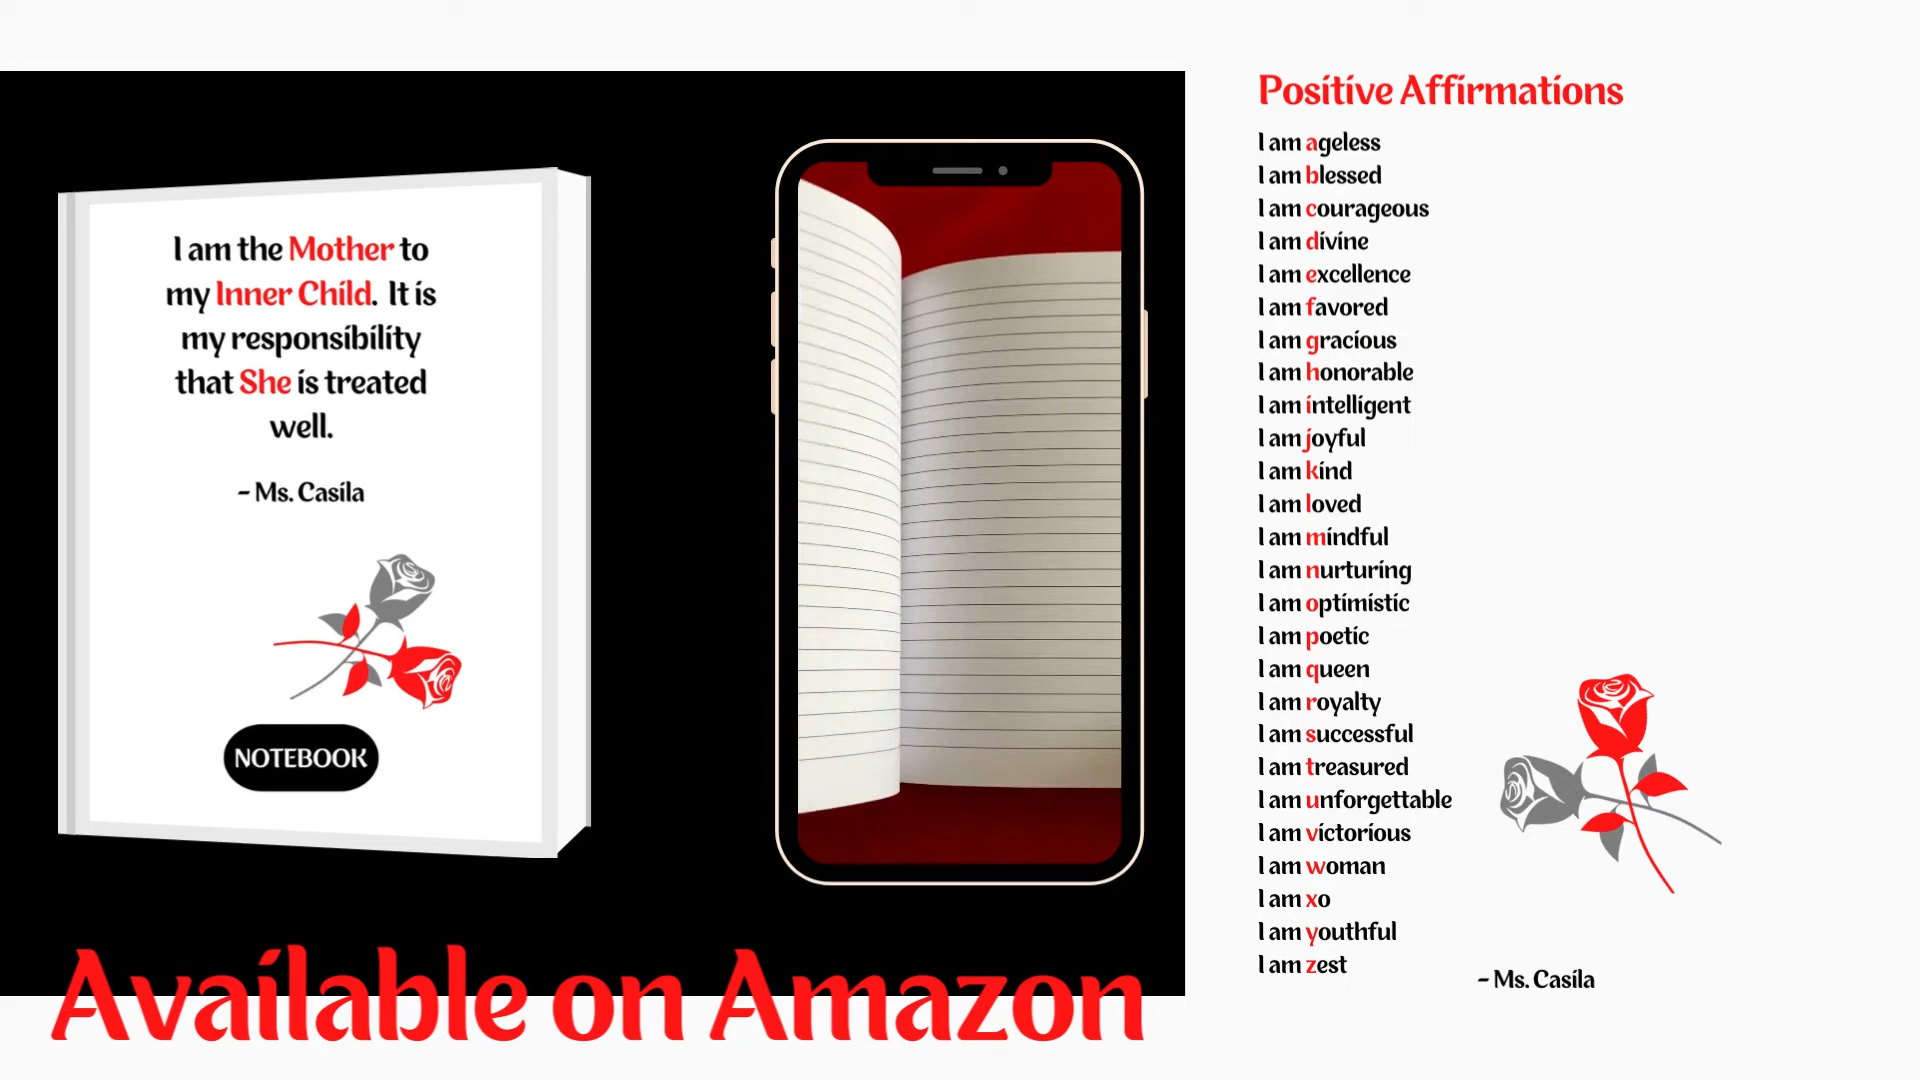 I am the Mother to
my Inner Child. It is
my responsibility
that She is treated
well.
- Ms. Casila
NOTEBOOK
Available on Amazon
Positive Affirmations
I am ageless
I am blessed
I am courageous
I am divine
I am excellence
I am favored
I am gracious
I am honorable
I am intelligent
I am joyful
I am kind
I am loved
I am mindful
I am nurturing
I am optimistic
I am poetic
I am queen
I am royalty
I am successful
I am treasured
I am unforgettable
I am victorious
I am woman
I am xo
I am youthful
I am zest
- Ms. Casila